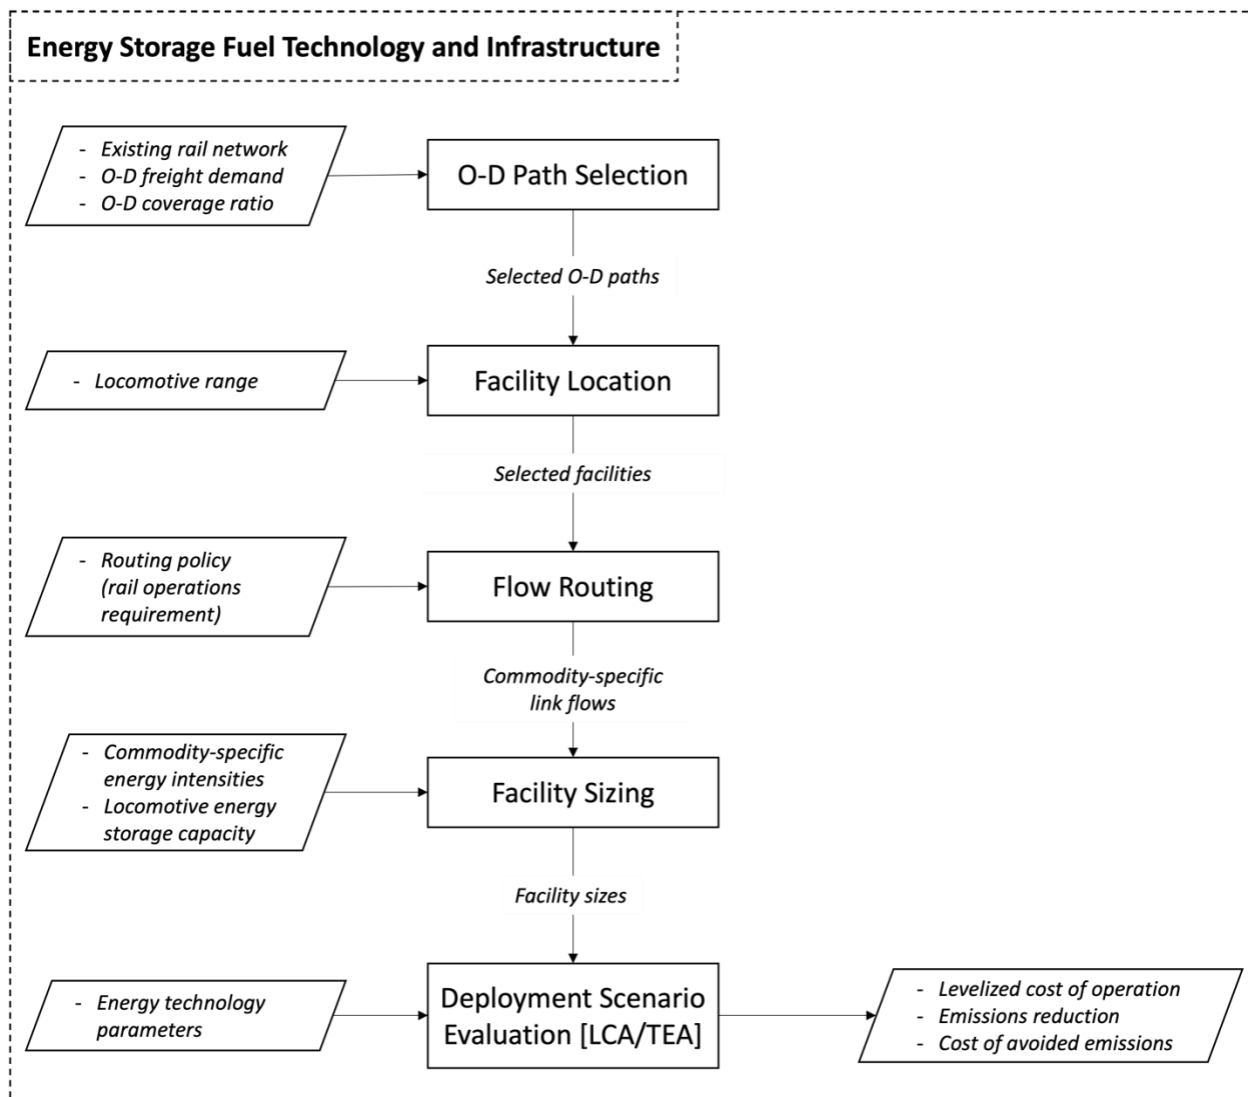 Energy Storage Fuel Technology and Infrastructure
- Existing rail network
- O-D freight demand
- O-D coverage ratio
O-D Path Selection
Selected O-D paths
- Locomotive range
Facility Location
Selected facilities
- Routing policy
(rail operations
requirement)
Flow Routing
Commodity-specific
link flows
- Commodity-specific
energy intensities
- Locomotive energy
storage capacity
Facility Sizing
Facility sizes
- Energy technology
parameters
Deployment Scenario
Evaluation [LCA/TEA]
- Levelized cost of operation
- Emissions reduction
- Cost of avoided emissions